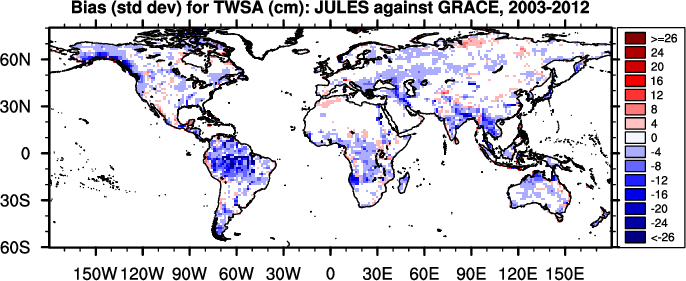 Bias (std dev) for TWSA (cm): JULES against GRACE, 2003-2012
60N
30N
0
30S
60S
150W 120W 90W 60W 30W 0 30E 60E 90E 120E 150E
>=26
24
20
16
12
8
4
0
-4
-8
-12
-16
-20
-24
<-26